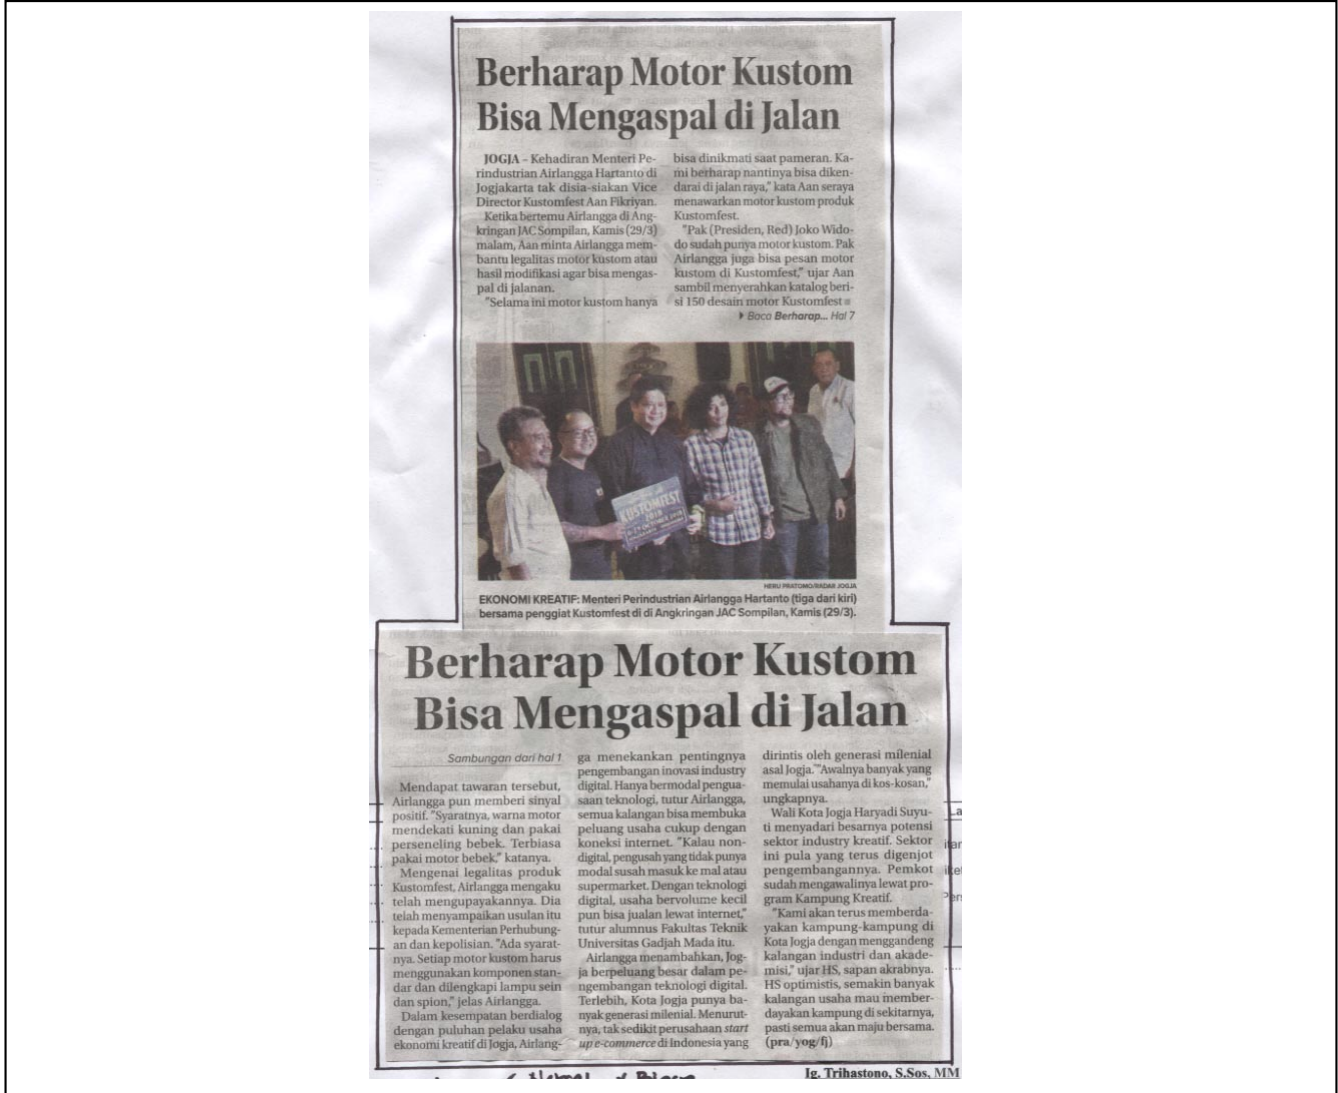 Berharap Motor Kustom
Bisa Mengaspal di Jalan
JOGJA – Kehadiran Menteri Pe-
rindustrian Airlangga Hartanto di
Jogjakarta tak disia-siakan Vice
Director Kustomfest Aan Fikriyan.
Ketika bertemu Airlangga di Ang-
kringan JAC Sompilan, Kamis (29/3)
malam, Aan minta Airlangga mem-
bantu legalitas motor kustom atau
hasil modifikasi agar bisa mengas-
pal di jalanan.
"Selama ini motor kustom hanya
bisa dinikmati saat pameran. Ka-
mi berharap nantinya bisa diken-
darai di jalan raya," kata Aan seraya
menawarkan motor kustom produk
Kustomfest.
"Pak (Presiden, Red) Joko Wido-
do sudah punya motor kustom. Pak
Airlangga juga bisa pesan motor
kustom di Kustomfest," ujar Aan
sambil menyerahkan katalog beri-
si 150 desain motor Kustomfest
Baca Berharap... Hal 7
KUSTOMFEST
2018
OCTOBER 2018
HERU PRATOMO/RADAR JOGJA
EKONOMI KREATIF: Menteri Perindustrian Airlangga Hartanto (tiga dari kiri)
bersama penggiat Kustomfest di di Angkringan JAC Sompilan, Kamis (29/3).
Berharap Motor Kustom
Bisa Mengaspal di Jalan
Sambungan dari hal 1
Mendapat tawaran tersebut,
Airlangga pun memberi sinyal
positif. "Syaratnya, warna motor
mendekati kuning dan pakai
perseneling bebek. Terbiasa
pakai motor bebek," katanya.
Mengenai legalitas produk
Kustomfest, Airlangga mengaku
telah mengupayakannya. Dia
telah menyampaikan usulan itu
kepada Kementerian Perhubung-
an dan kepolisian. "Ada syarat-
nya. Setiap motor kustom harus
menggunakan komponen stan-
dar dan dilengkapi lampu sein
dan spion," jelas Airlangga.
Dalam kesempatan berdialog
dengan puluhan pelaku usaha
ekonomi kreatif di Jogja, Airlang-
ga menekankan pentingnya
pengembangan inovasi industry
digital. Hanya bermodal pengua-
saan teknologi, tutur Airlangga,
semua kalangan bisa membuka
peluang usaha cukup dengan
koneksi internet. "Kalau non-
digital, pengusah yang tidak punya
modal susah masuk ke mal atau
supermarket. Dengan teknologi
digital, usaha bervolume kecil
pun bisa jualan lewat internet,"
tutur alumnus Fakultas Teknik
Universitas Gadjah Mada itu.
Airlangga menambahkan, Jog-
ja berpeluang besar dalam pe-
ngembangan teknologi digital.
Terlebih, Kota Jogja punya ba-
nyak generasi milenial. Menurut-
nya, tak sedikit perusahaan start
up e-commerce di Indonesia yang
dirintis oleh generasi milenial
asal Jogja. "Awalnya banyak yang
memulai usahanya di kos-kosan,"
ungkapnya.
Wali Kota Jogja Haryadi Suyu-
ti menyadari besarnya potensi
sektor industry kreatif. Sektor
ini pula yang terus digenjot
pengembangannya. Pemkot
sudah mengawalinya lewat pro-
gram Kampung Kreatif.
"Kami akan terus memberda-
yakan kampung-kampung di
Kota Jogja dengan menggandeng
kalangan industri dan akade-
misi," ujar HS, sapan akrabnya.
HS optimistis, semakin banyak
kalangan usaha mau member-
dayakan kampung di sekitarnya,
pasti semua akan maju bersama.
(pra/yog/fj)
Ig. Trihastono, S.Sos, MM